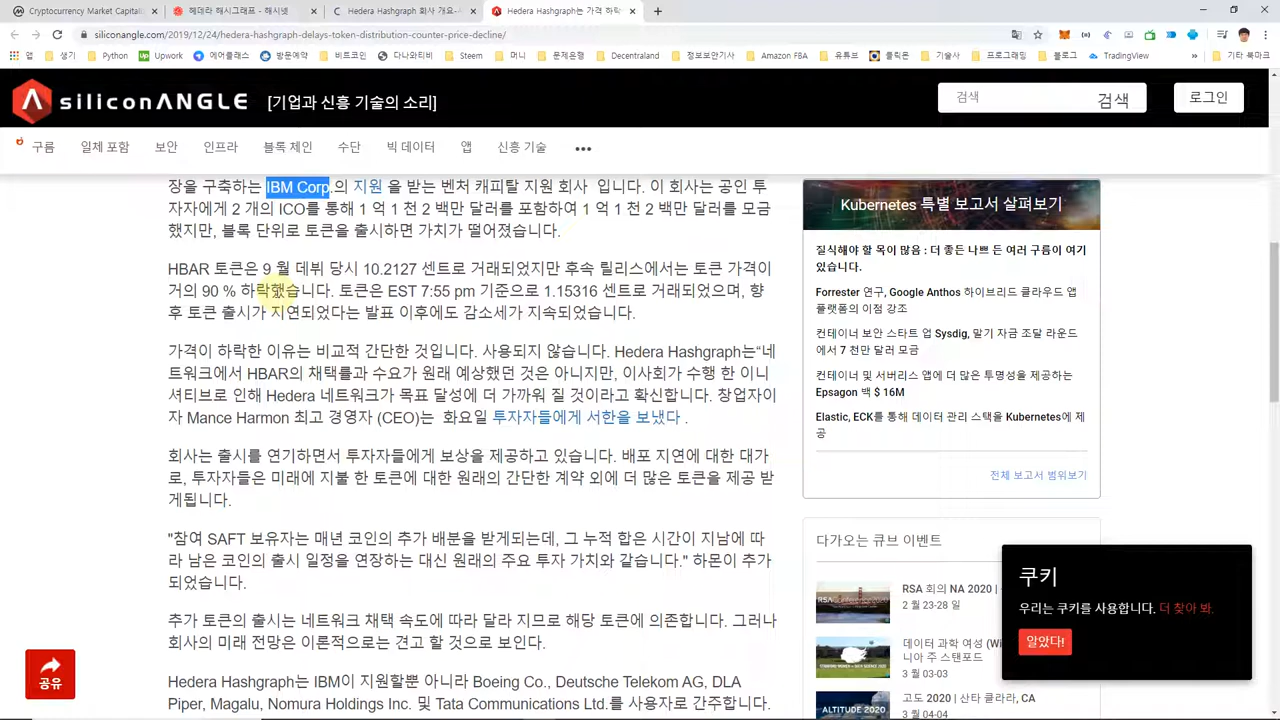 Cryptocurrency Market Capitaliz
헤데라 해시그래프 - 해시넷
Hedera Hashgraph 회사 개요-
Hedera Hashgraph는 가격 하락
siliconangle.com/2019/12/24/hedera-hashgraph-delays-token-distribution-counter-price-decline/
앱
생기
Python
Upwork
에어클래스
방문예약
비트코인
다나와티비
Steem
머니
문제은행
Decentraland
정보보안기사
Amazon FBA
유튜브
클릭몬
기술사
프로그래밍
블로그
TradingView
»
기타 북마크
siliconANGLE
[기업과 신흥 기술의 소리]
검색 검색
로그인
구름
일체 포함
보안
인프라
블록 체인
수단
빅 데이터
앱
신흥 기술
•••
장을 구축하는 IBM Corp.의 지원 을 받는 벤처 캐피탈 지원 회사 입니다. 이 회사는 공인 투
자자에게 2 개의 ICO를 통해 1 억 1 천 2 백만 달러를 포함하여 1 억 1 천 2 백만 달러를 모금
했지만, 블록 단위로 토큰을 출시하면 가치가 떨어졌습니다.
HBAR 토큰은 9 월 데뷔 당시 10.2127 센트로 거래되었지만 후속 릴리스에서는 토큰 가격이
거의 90 % 하락했습니다. 토큰은 EST 7:55 pm 기준으로 1.15316 센트로 거래되었으며, 향
후 토큰 출시가 지연되었다는 발표 이후에도 감소세가 지속되었습니다.
가격이 하락한 이유는 비교적 간단한 것입니다. 사용되지 않습니다. Hedera Hashgraph는“네
트워크에서 HBAR의 채택률과 수요가 원래 예상했던 것은 아니지만, 이사회가 수행 한 이니
셔티브로 인해 Hedera 네트워크가 목표 달성에 더 가까워 질 것이라고 확신합니다. 창업자이
자 Mance Harmon 최고 경영자 (CEO)는 화요일 투자자들에게 서한을 보냈다 .
회사는 출시를 연기하면서 투자자들에게 보상을 제공하고 있습니다. 배포 지연에 대한 대가
로, 투자자들은 미래에 지불 한 토큰에 대한 원래의 간단한 계약 외에 더 많은 토큰을 제공 받
게됩니다.
"참여 SAFT 보유자는 매년 코인의 추가 배분을 받게되는데, 그 누적 합은 시간이 지남에 따
라 남은 코인의 출시 일정을 연장하는 대신 원래의 주요 투자 가치와 같습니다." 하몬이 추가
되었습니다.
추가 토큰의 출시는 네트워크 채택 속도에 따라 달라 지므로 해당 토큰에 의존합니다. 그러나
회사의 미래 전망은 이론적으로는 견고 할 것으로 보인다.
Hedera Hashgraph는 IBM이 지원할뿐 아니라 Boeing Co., Deutsche Telekom AG, DLA
Piper, Magalu, Nomura Holdings Inc. 및 Tata Communications Ltd.를 사용자로 간주합니다.
공유
Kubernetes 특별 보고서 살펴보기
질식해야 할 목이 많음 : 더 좋든 나쁘 든 여러 구름이 여기
있습니다.
Forrester 연구, Google Anthos 하이브리드 클라우드 앱
플랫폼의 이점 강조
컨테이너 보안 스타트 업 Sysdig, 말기 자금 조달 라운드
에서 7 천만 달러 모금
컨테이너 및 서버리스 앱에 더 많은 투명성을 제공하는
Epsagon 백 $ 16M
Elastic, ECK를 통해 데이터 관리 스택을 Kubernetes에 제
공
전체 보고서 범위보기
다가오는 큐브 이벤트
RSA 회의 NA 2020 |
2 월 23-28 일
데이터 과학 여성 (Wi
니아 주 스탠포드
3 월 03-03
ALTITUDE 2020
고도 2020 | 산타 클라라, CA
3 월 04-04
쿠키
우리는 쿠키를 사용합니다. 더 찾아 봐.
알았다!